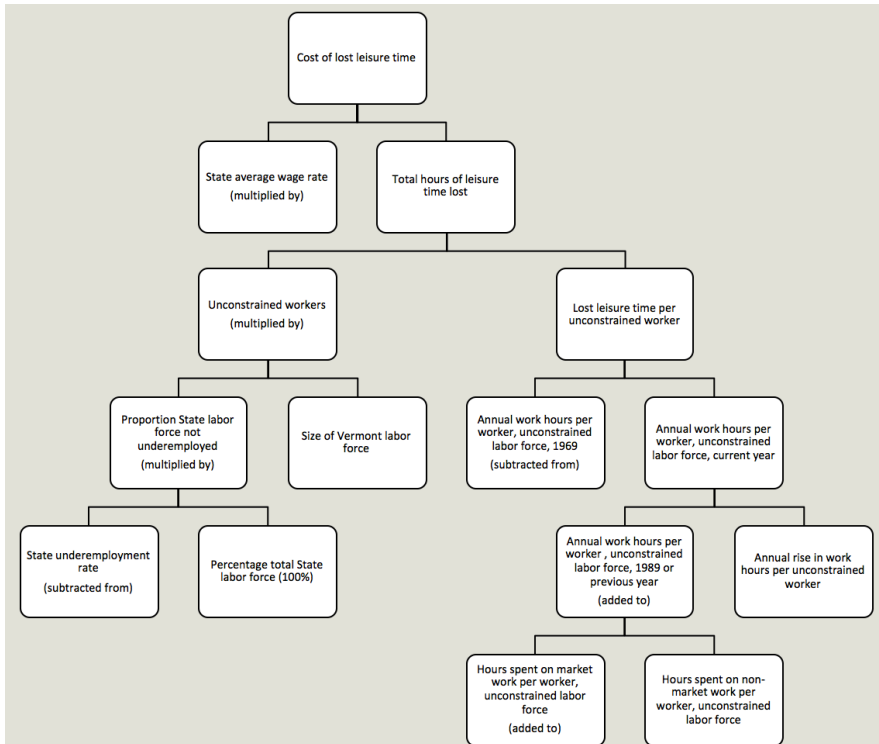 Cost of lost leisure time
State average wage rate
(multiplied by)
Total hours of leisure
time lost
Unconstrained workers
(multiplied by)
Lost leisure time per
unconstrained worker
Proportion State labor
force not
underemployed
(multiplied by)
Size of Vermont labor
force
Annual work hours per
worker, unconstrained
labor force, 1969
(subtracted from)
Annual work hours per
worker, unconstrained
labor force, current year
State underemployment
rate
(subtracted from)
Percentage total State
labor force (100%)
Annual work hours per
worker , unconstrained
labor force, 1989 or
previous year
(added to)
Annual rise in work
hours per unconstrained
worker
Hours spent on market
work per worker,
unconstrained labor
force
(added to)
Hours spent on non-
market work per
worker, unconstrained
labor force